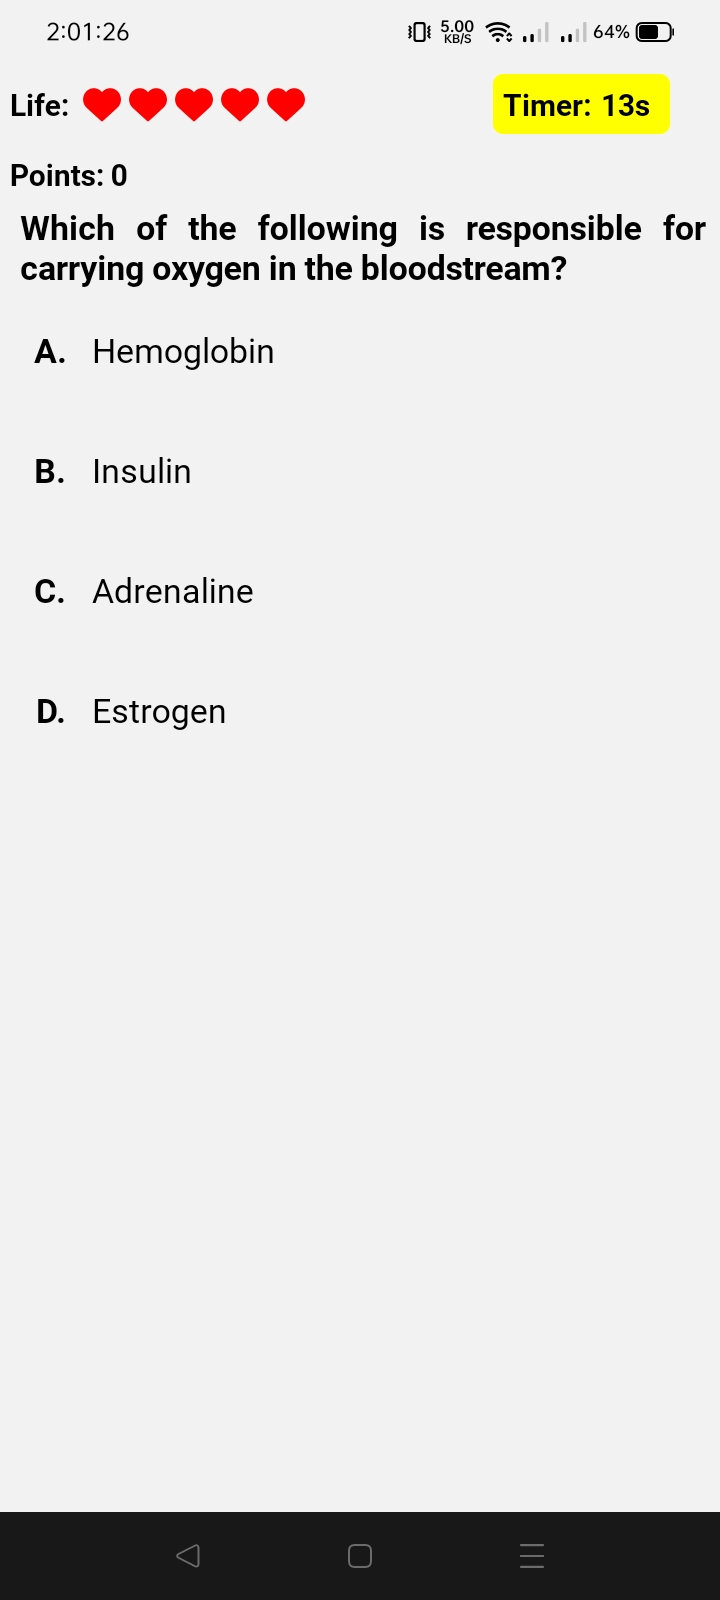 2:01:26 5.00 KB/S 64%
Life: Timer: 13s
Points: 0
Which of the following is responsible for
carrying oxygen in the bloodstream?
A. Hemoglobin
B. Insulin
C. Adrenaline
D. Estrogen